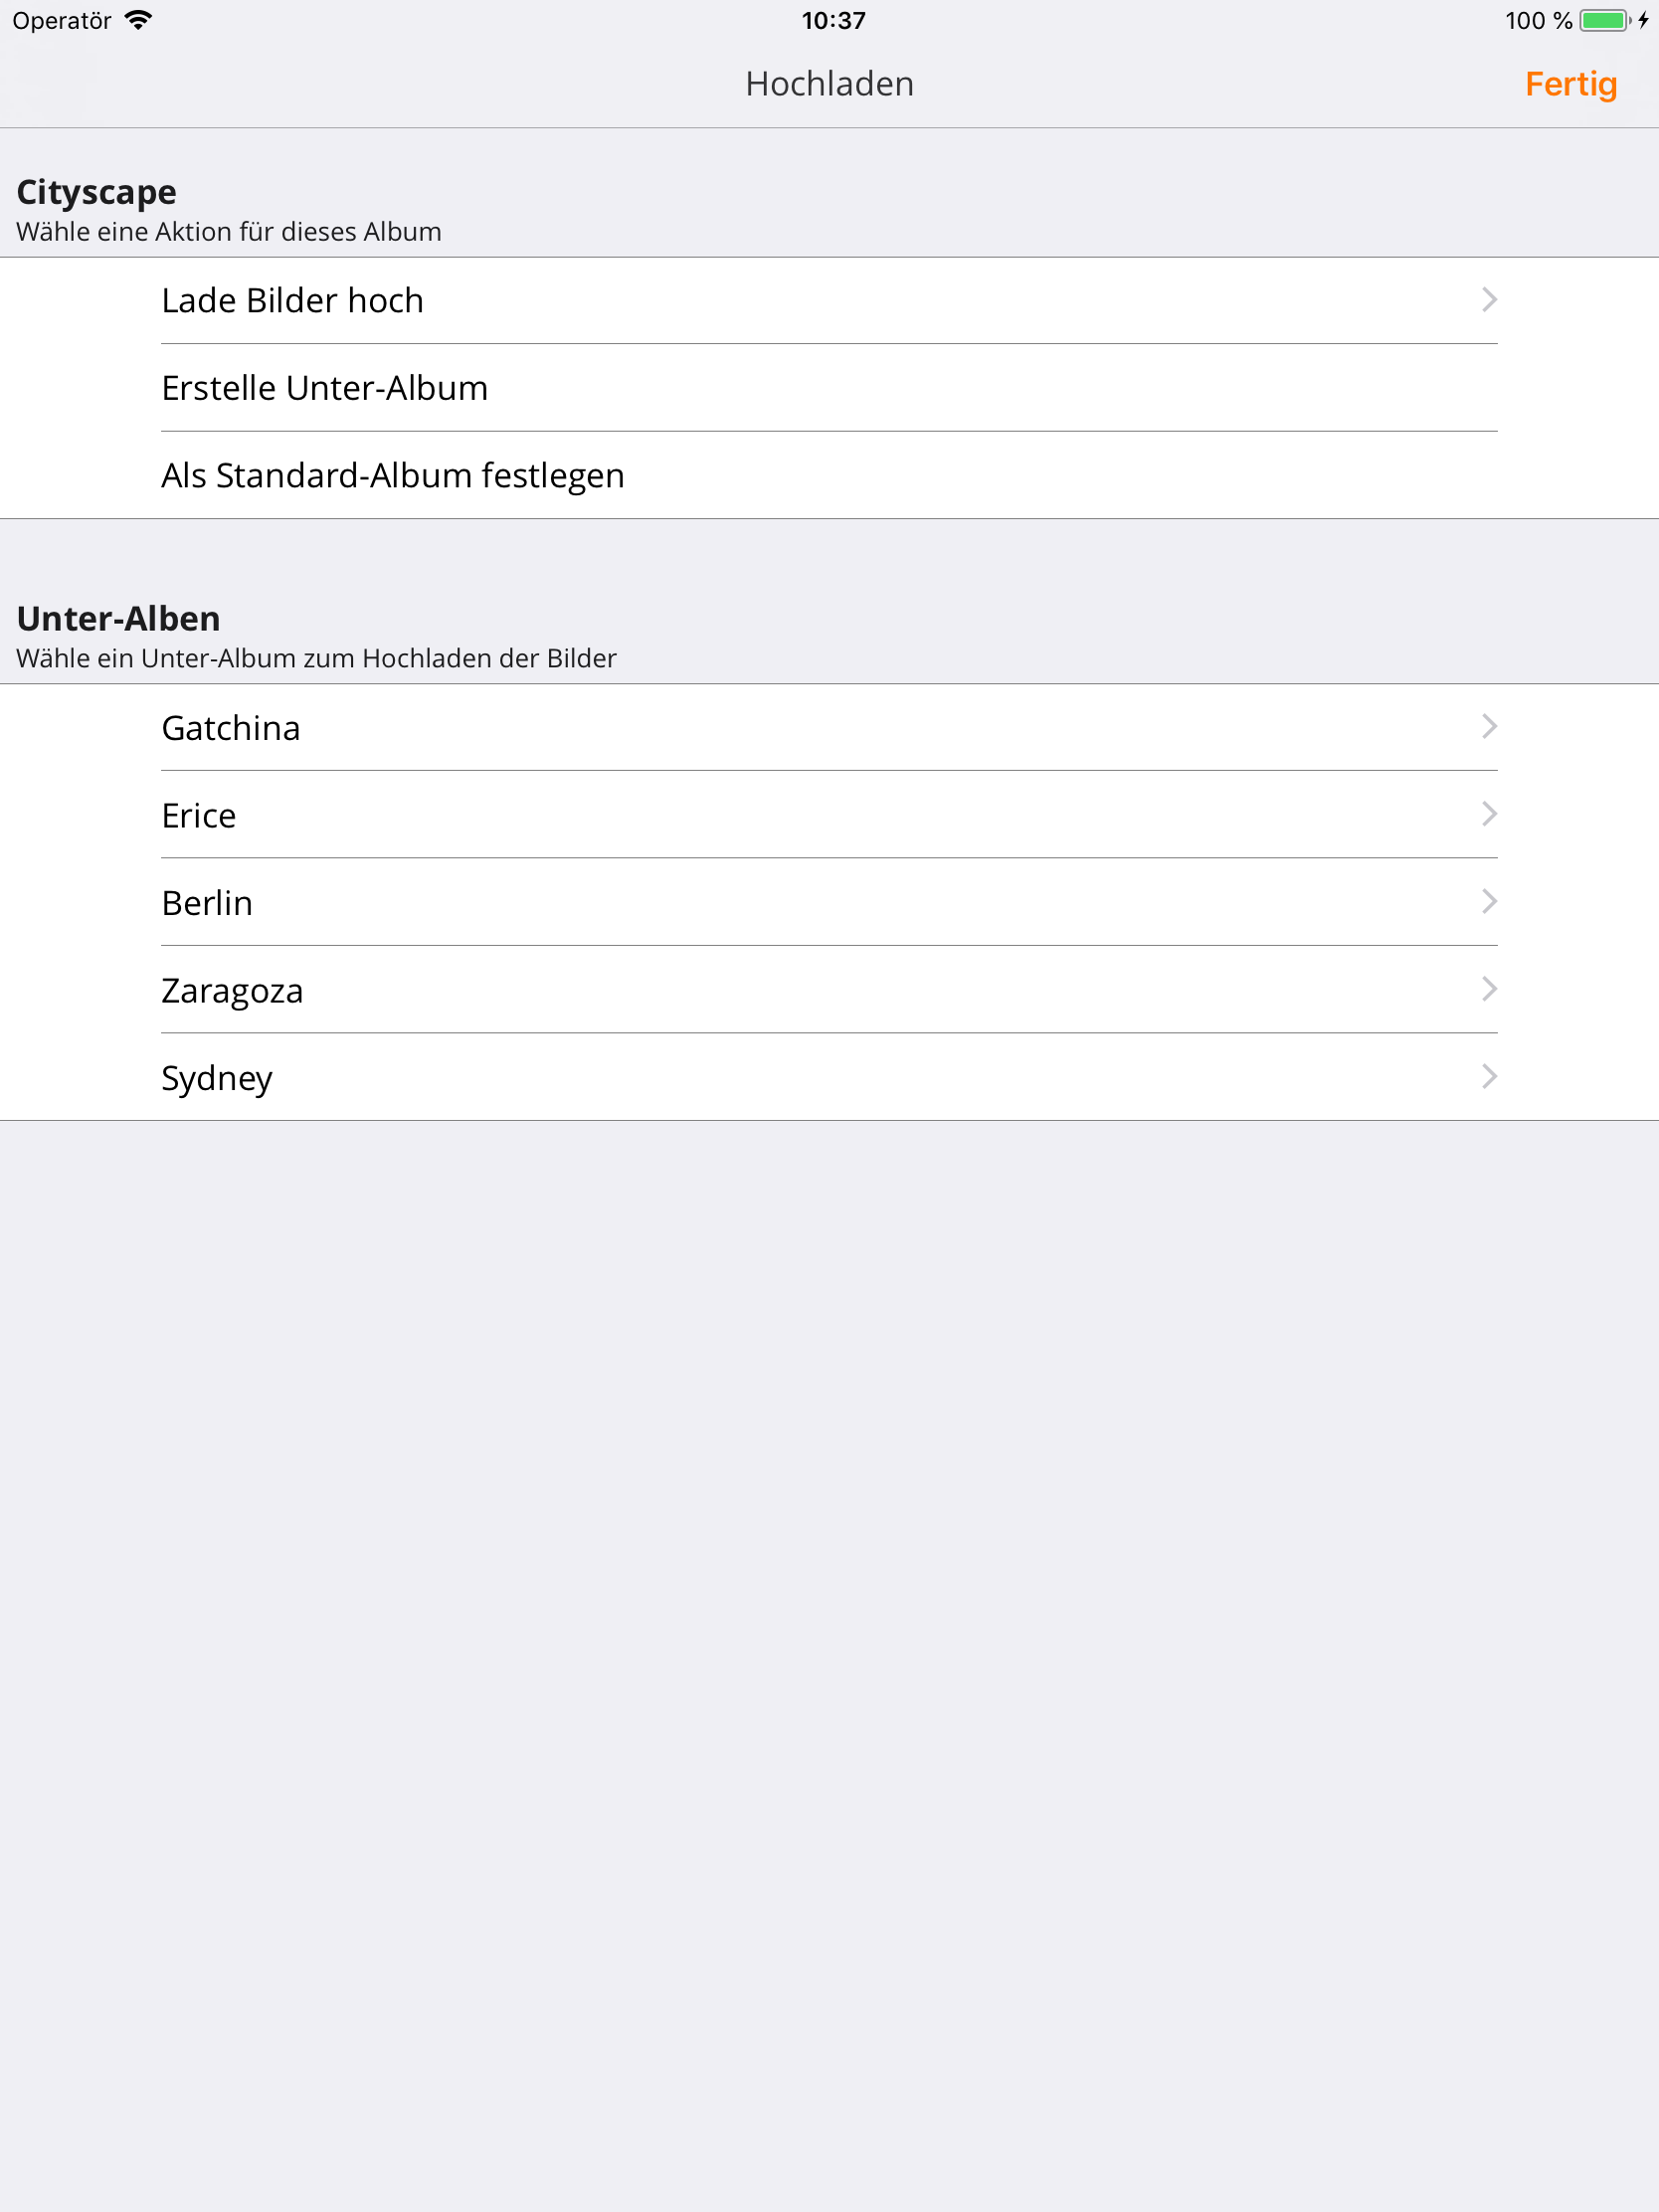 Operatör
10:37
100 %
Hochladen
Fertig
Cityscape
Wähle eine Aktion für dieses Album
Lade Bilder hoch
Erstelle Unter-Album
Als Standard-Album festlegen
Unter-Alben
Wähle ein Unter-Album zum Hochladen der Bilder
Gatchina
Erice
Berlin
Zaragoza
Sydney